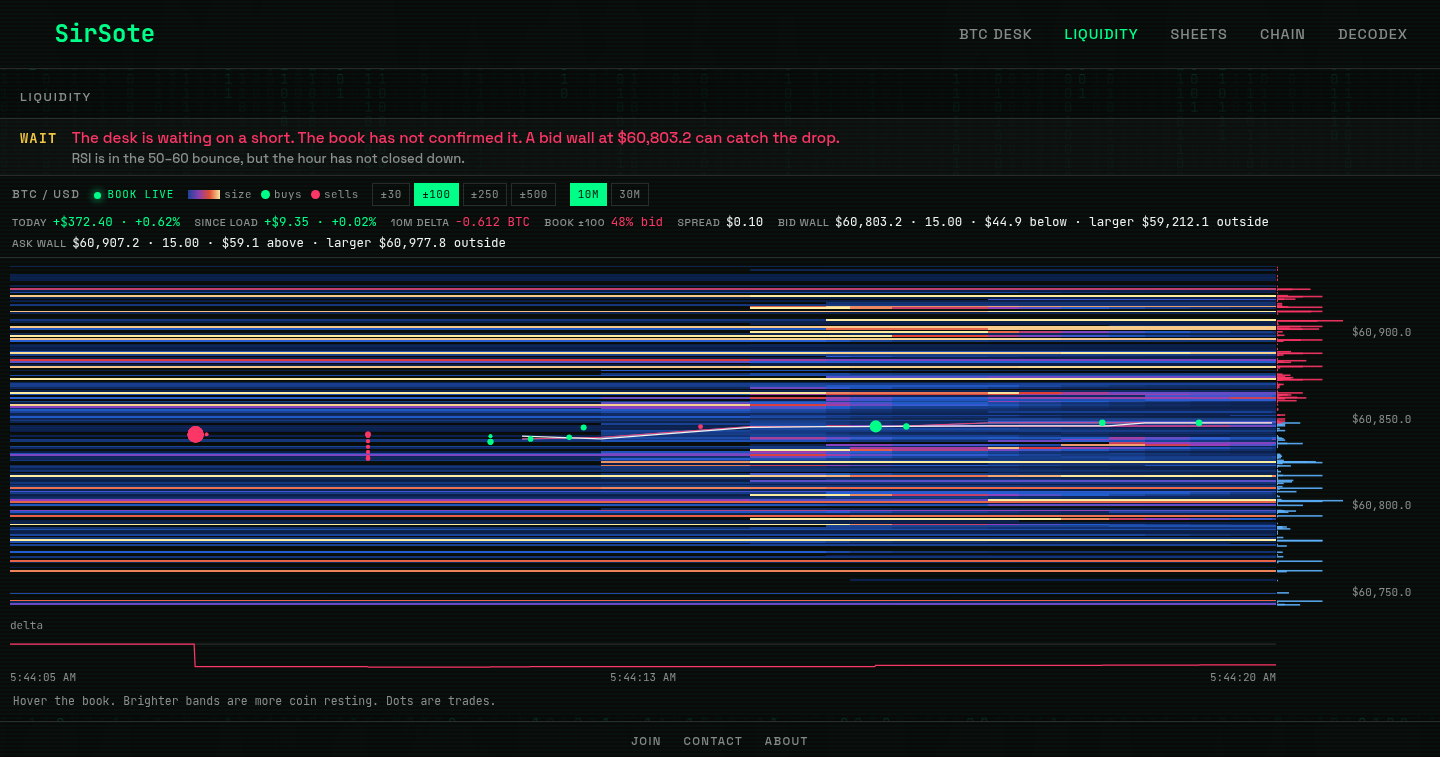 SirSote
BTC DESK LIQUIDITY SHEETS CHAIN DECODEX
LIQUIDITY
WAIT The desk is waiting on a short. The book has not confirmed it. A bid wall at $60,803.2 can catch the drop.
RSI is in the 50–60 bounce, but the hour has not closed down.
BTC / USD BOOK LIVE size buys sells ±30 ±100 ±250 ±500 10M 30M
TODAY +$372.40 · +0.62% SINCE LOAD +$9.35 · +0.02% 10M DELTA -0.612 BTC BOOK ±100 48% bid SPREAD $0.10 BID WALL $60,803.2 · 15.00 · $44.9 below · larger $59,212.1 outside
ASK WALL $60,907.2 · 15.00 · $59.1 above · larger $60,977.8 outside
$60,900.0
$60,850.0
$60,800.0
$60,750.0
delta
5:44:05 AM 5:44:13 AM 5:44:20 AM
Hover the book. Brighter bands are more coin resting. Dots are trades.
JOIN CONTACT ABOUT